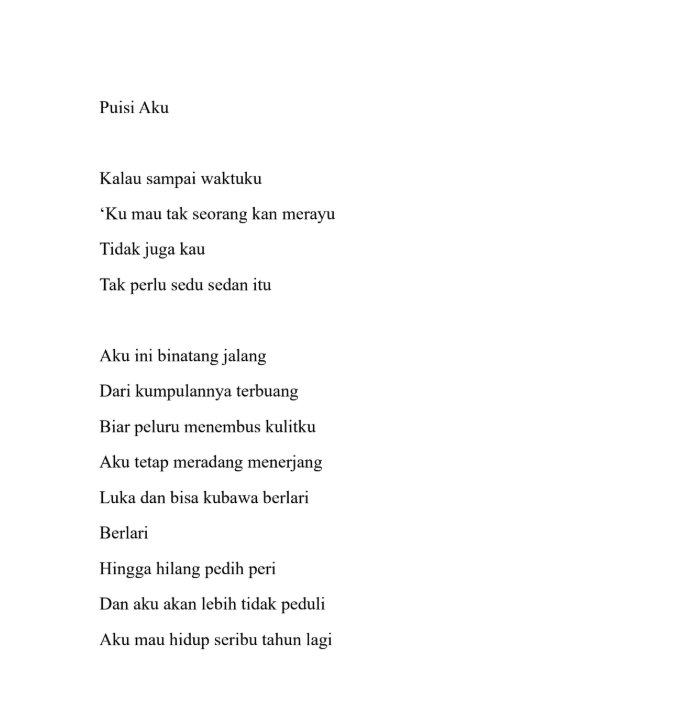 Puisi Aku
Kalau sampai waktuku
‘Ku mau tak seorang kan merayu
Tidak juga kau
Tak perlu sedu sedan itu
Aku ini binatang jalang
Dari kumpulannya terbuang
Biar peluru menembus kulitku
Aku tetap meradang menerjang
Luka dan bisa kubawa berlari
Berlari
Hingga hilang pedih peri
Dan aku akan lebih tidak peduli
Aku mau hidup seribu tahun lagi